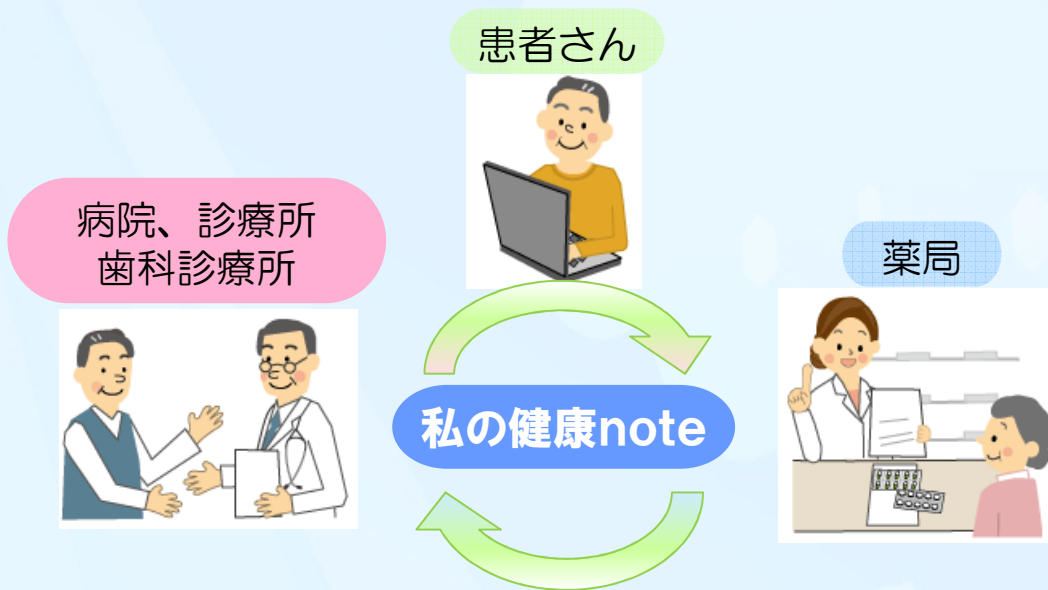 患者さん
病院、診療所
歯科診療所
薬局
私の健康note